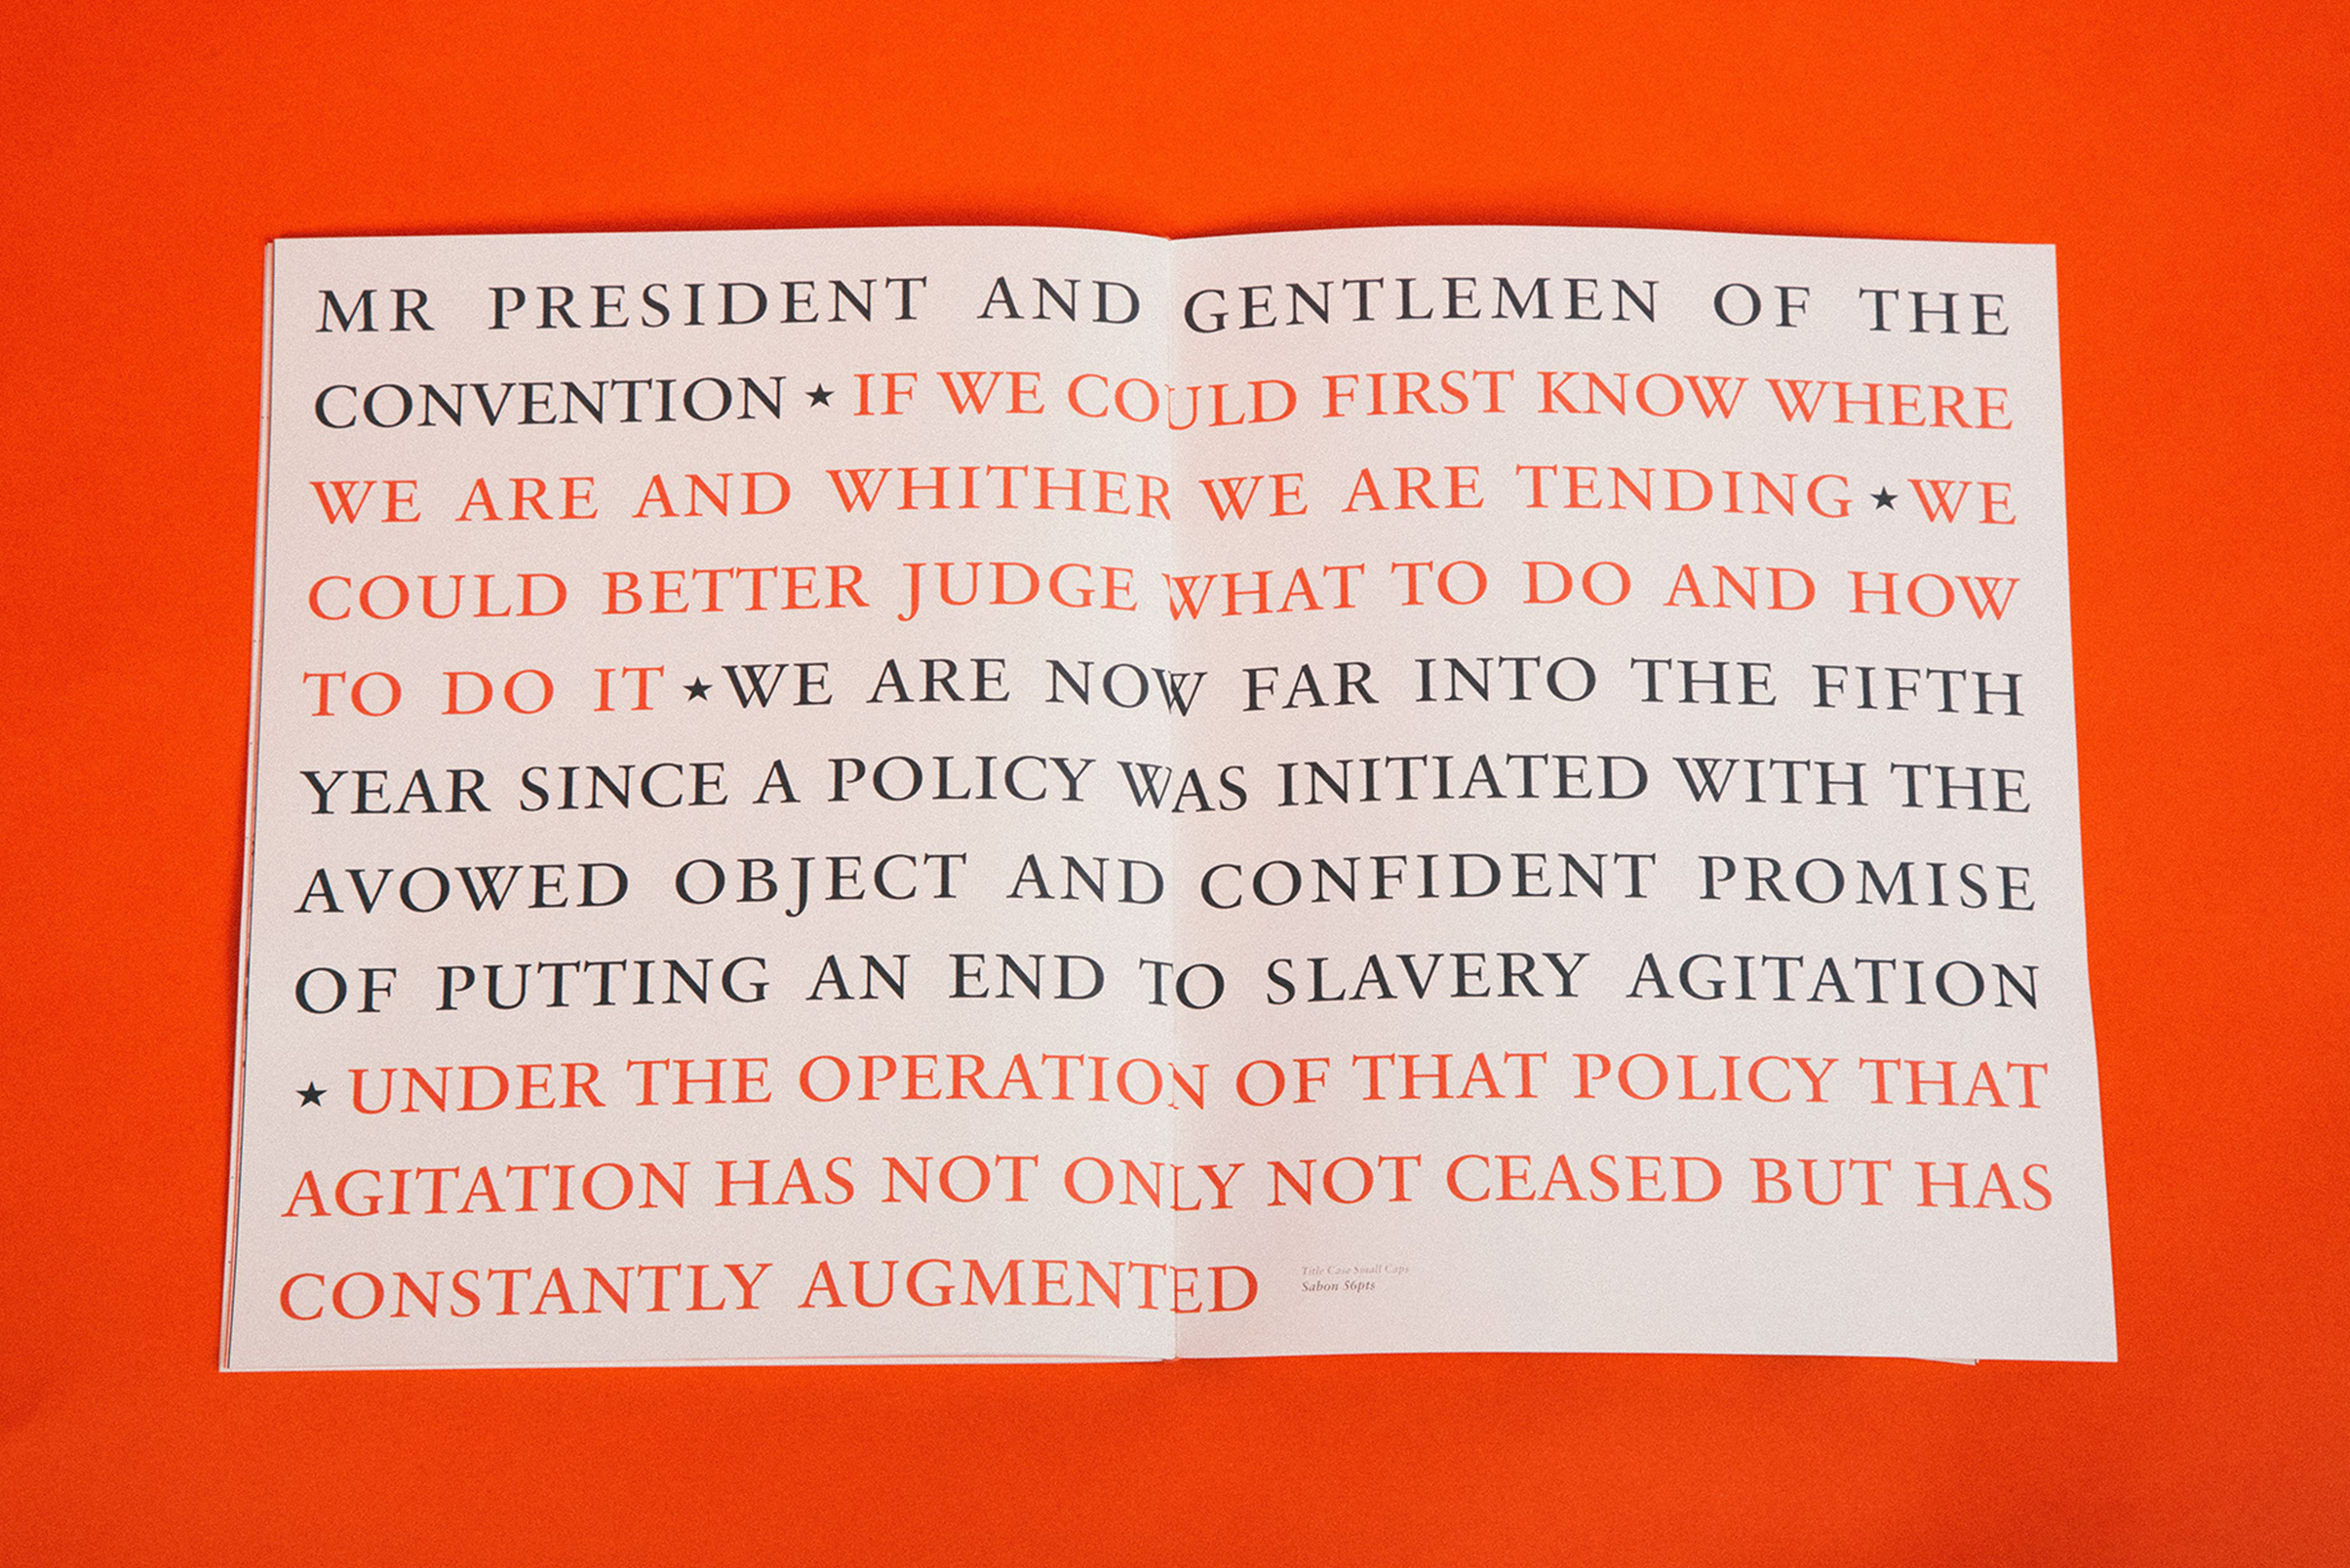 MR PRESIDENT AND GENTLEMEN OF THE
CONVENTION ★ IF WE COULD FIRST KNOW WHERE
WE ARE AND WHITHER WE ARE TENDING ★ WE
COULD BETTER JUDGE WHAT TO DO AND HOW
TO DO IT ★ WE ARE NOW FAR INTO THE FIFTH
YEAR SINCE A POLICY WAS INITIATED WITH THE
AVOWED OBJECT AND CONFIDENT PROMISE
OF PUTTING AN END TO SLAVERY AGITATION
★ UNDER THE OPERATION OF THAT POLICY THAT
AGITATION HAS NOT ONLY NOT CEASED BUT HAS
CONSTANTLY AUGMENTED
Title Case Small Caps
Sabon 56pts